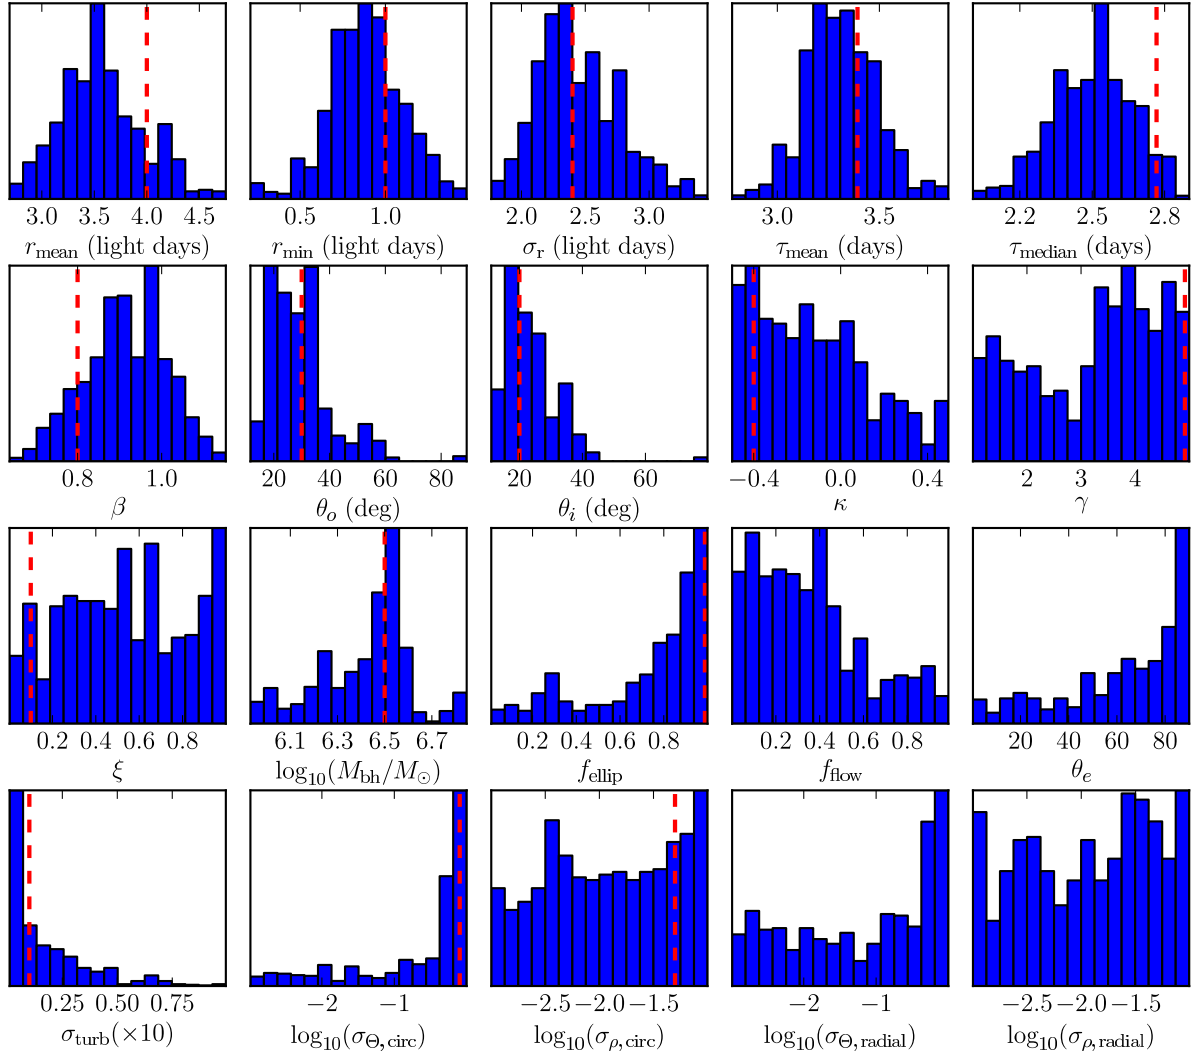 3.0 3.5 4.0 4.5 0.5 1.0 2.0 2.5 3.0 3.0 3.5 2.2 2.5 2.8
r_mean (light days) r_min (light days) σ_r (light days) τ_mean (days) τ_median (days)
0.8 1.0 20 40 60 80 20 40 60 −0.4 0.0 0.4 2 3 4
β θ_o (deg) θ_i (deg) κ γ
0.2 0.4 0.6 0.8 6.1 6.3 6.5 6.7 0.2 0.4 0.6 0.8 0.2 0.4 0.6 0.8 20 40 60 80
ξ log₁₀(M_bh/M_⊙) f_ellip f_flow θ_e
0.25 0.50 0.75 −2 −1 −2.5 −2.0 −1.5 −2 −1 −2.5 −2.0 −1.5
σ_turb(×10) log₁₀(σ_Θ,circ) log₁₀(σ_ρ,circ) log₁₀(σ_Θ,radial) log₁₀(σ_ρ,radial)